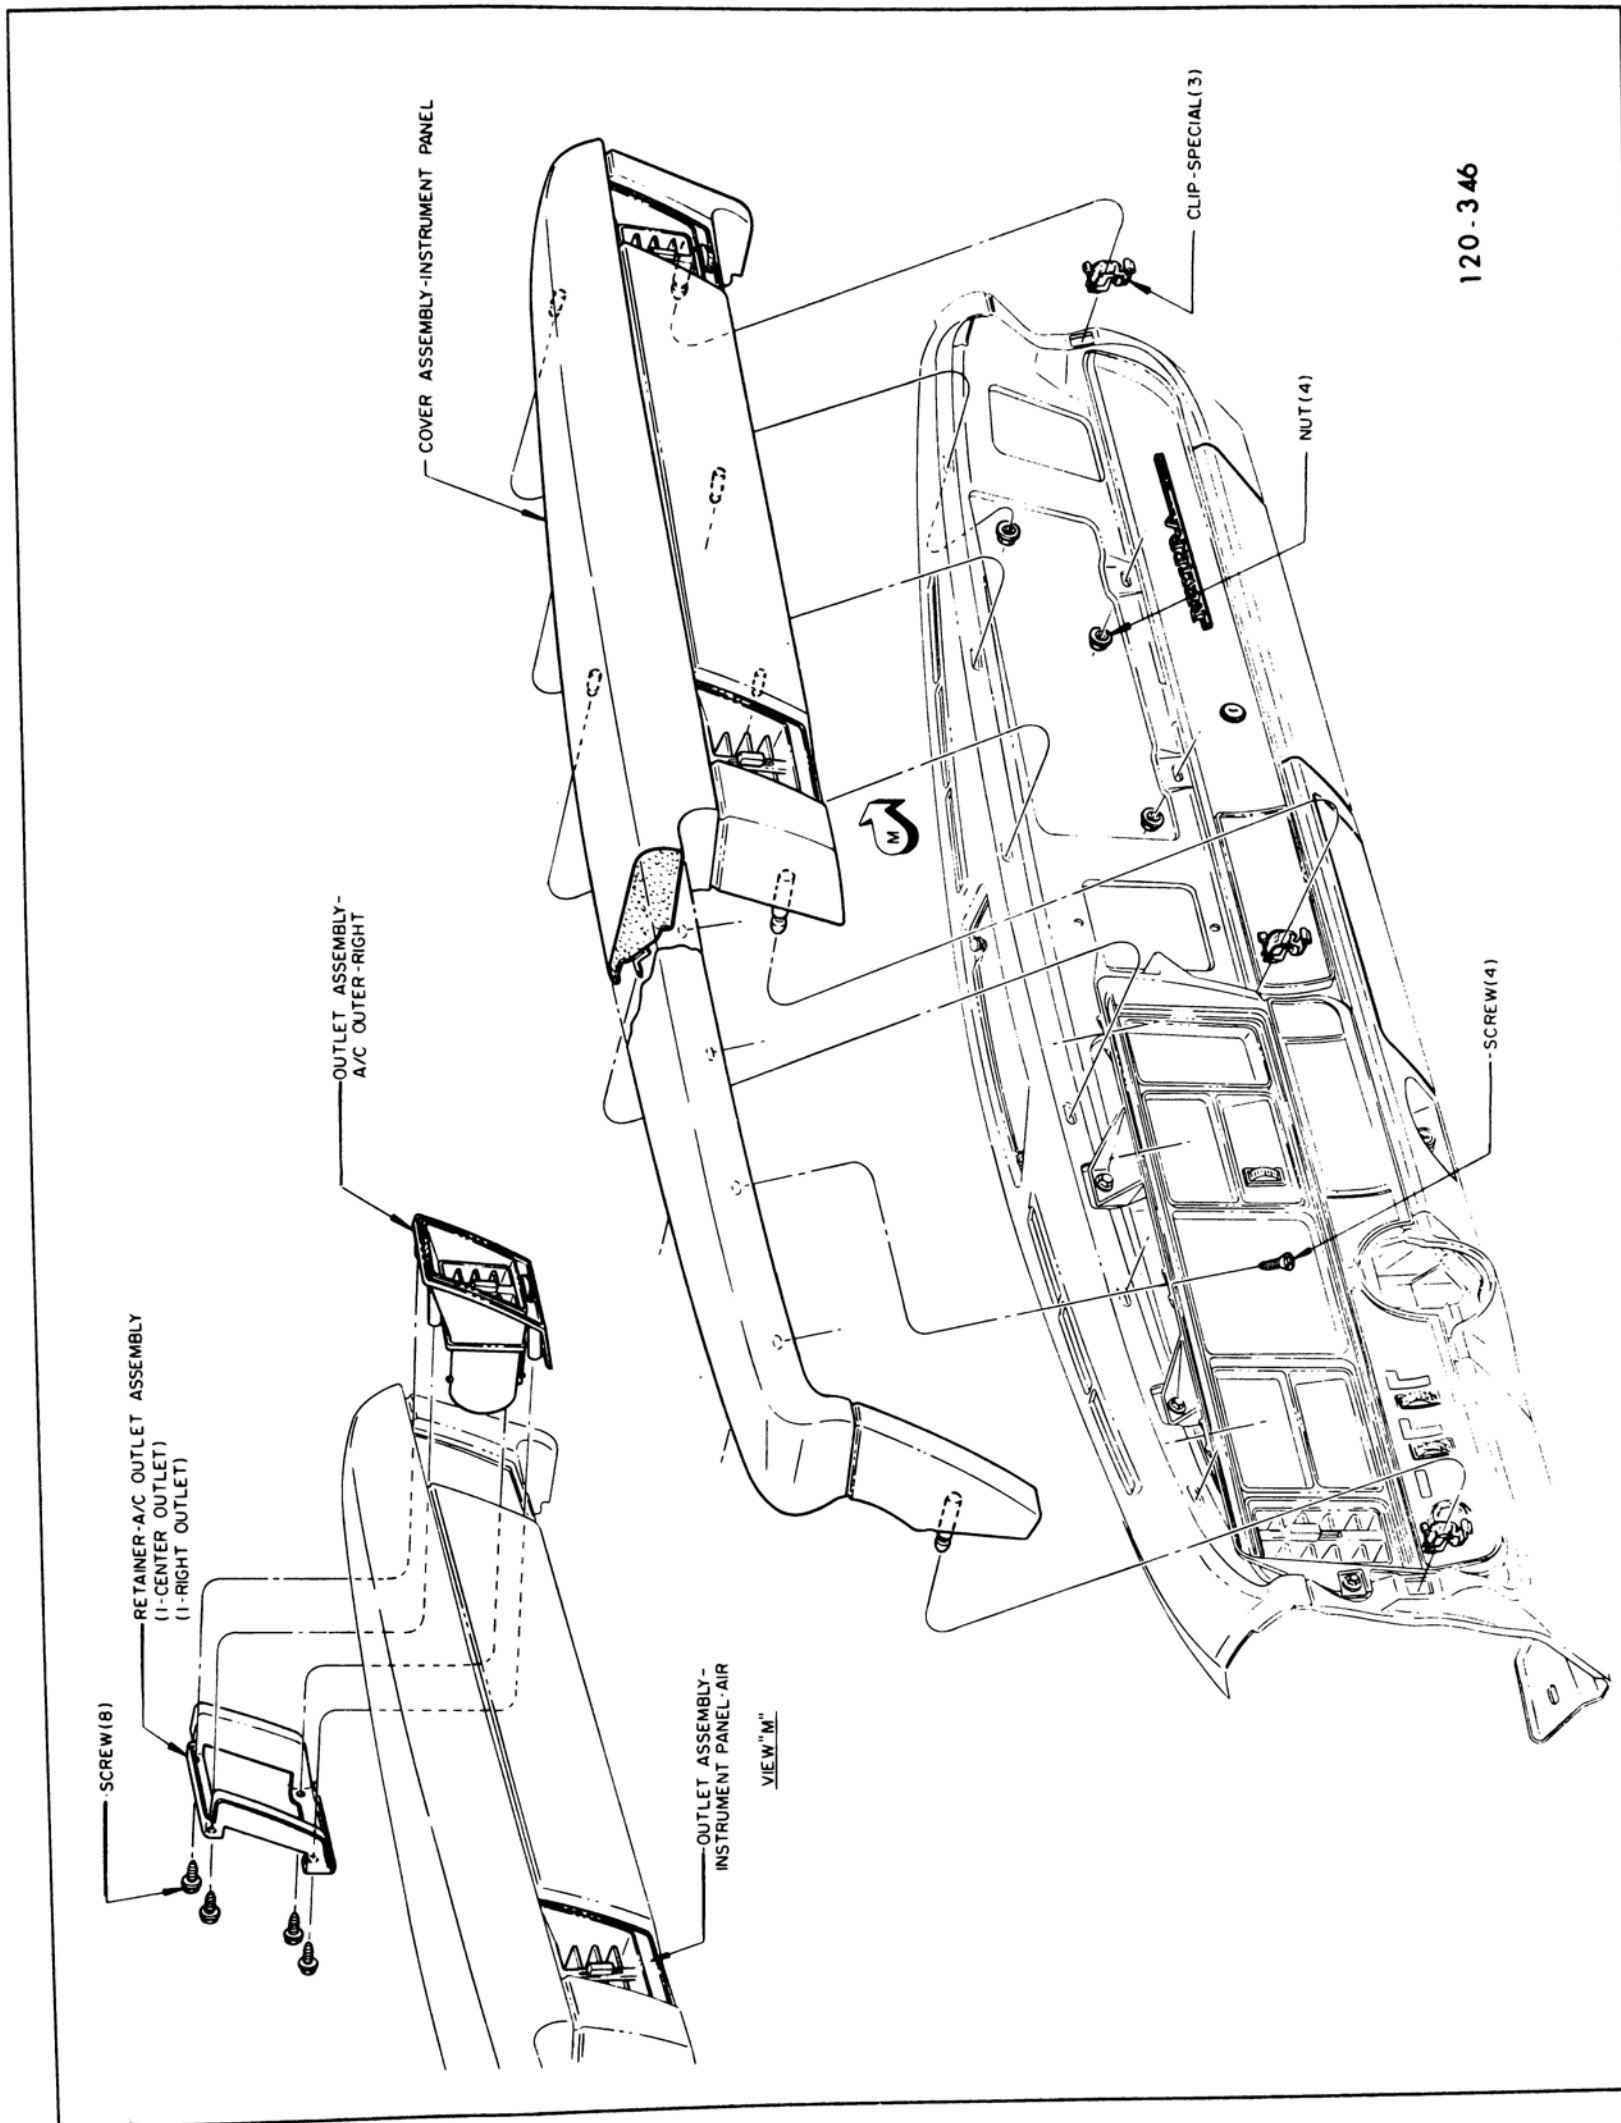 SCREW(8)
RETAINER-A/C OUTLET ASSEMBLY
(1-CENTER OUTLET)
(1-RIGHT OUTLET)
OUTLET ASSEMBLY-
A/C OUTER-RIGHT
COVER ASSEMBLY-INSTRUMENT PANEL
OUTLET ASSEMBLY-
INSTRUMENT PANEL-AIR
VIEW"M"
M
CLIP-SPECIAL(3)
NUT(4)
SCREW(4)
120-346